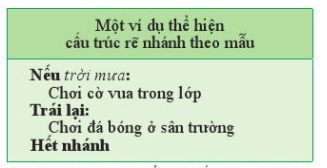 Một ví dụ thể hiện
cấu trúc rẽ nhánh theo mẫu
Nếu trời mưa:
Chơi cờ vua trong lớp
Trái lại:
Chơi đá bóng ở sân trường
Hết nhánh